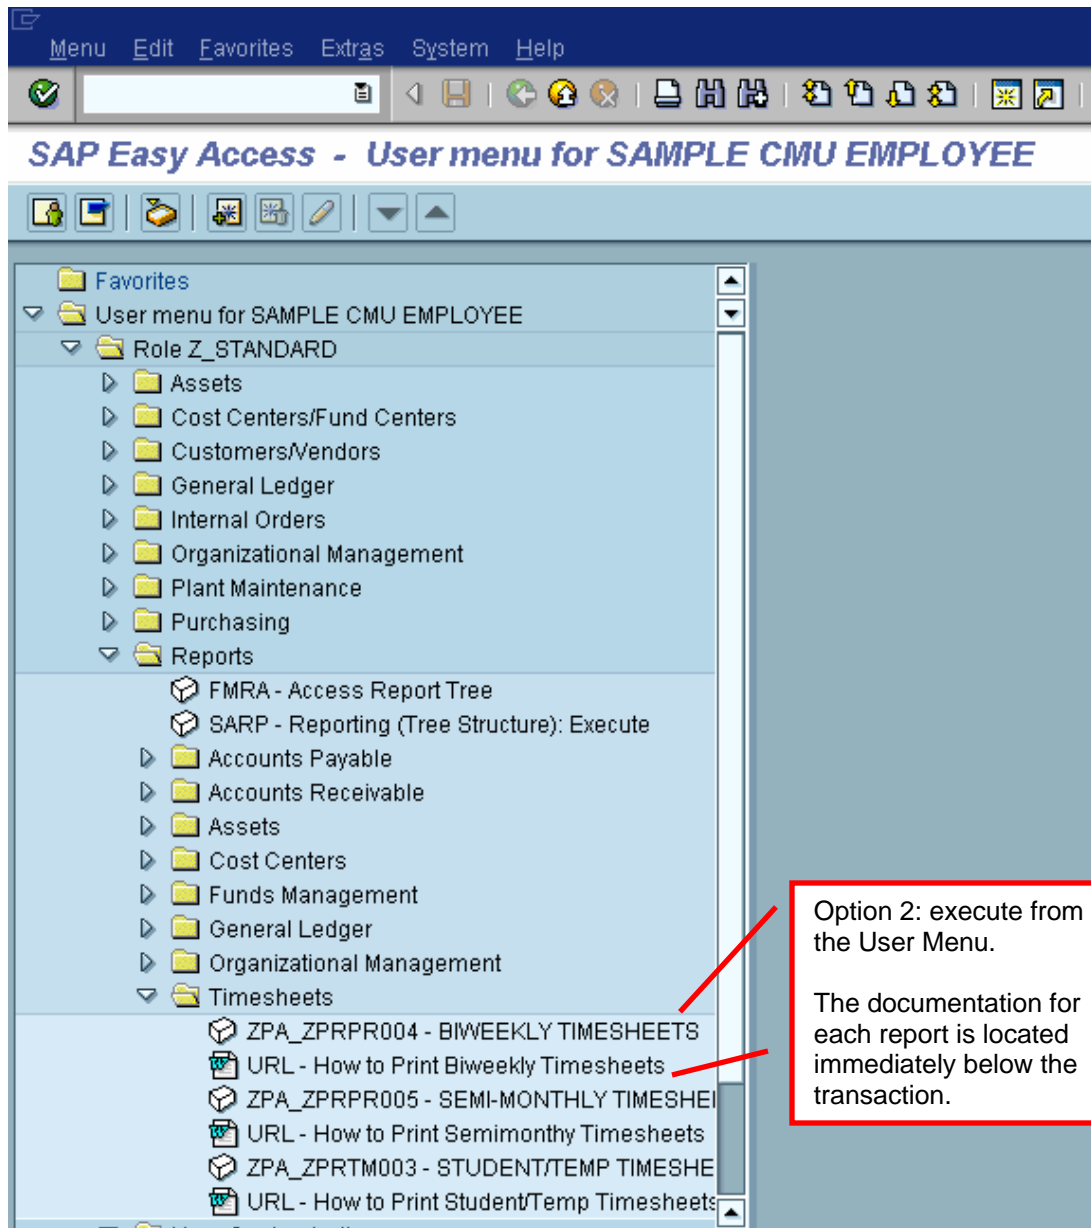 Menu Edit Favorites Extras System Help
SAP Easy Access - User menu for SAMPLE CMU EMPLOYEE
Favorites
User menu for SAMPLE CMU EMPLOYEE
Role Z_STANDARD
Assets
Cost Centers/Fund Centers
Customers/Vendors
General Ledger
Internal Orders
Organizational Management
Plant Maintenance
Purchasing
Reports
FMRA - Access Report Tree
SARP - Reporting (Tree Structure): Execute
Accounts Payable
Accounts Receivable
Assets
Cost Centers
Funds Management
General Ledger
Organizational Management
Timesheets
ZPA_ZPRPR004 - BIWEEKLY TIMESHEETS
URL - How to Print Biweekly Timesheets
ZPA_ZPRPR005 - SEMI-MONTHLY TIMESHEI
URL - How to Print Semimonthy Timesheets
ZPA_ZPRTM003 - STUDENT/TEMP TIMESHE
URL - How to Print Student/Temp Timesheets
Option 2: execute from
the User Menu.
The documentation for
each report is located
immediately below the
transaction.